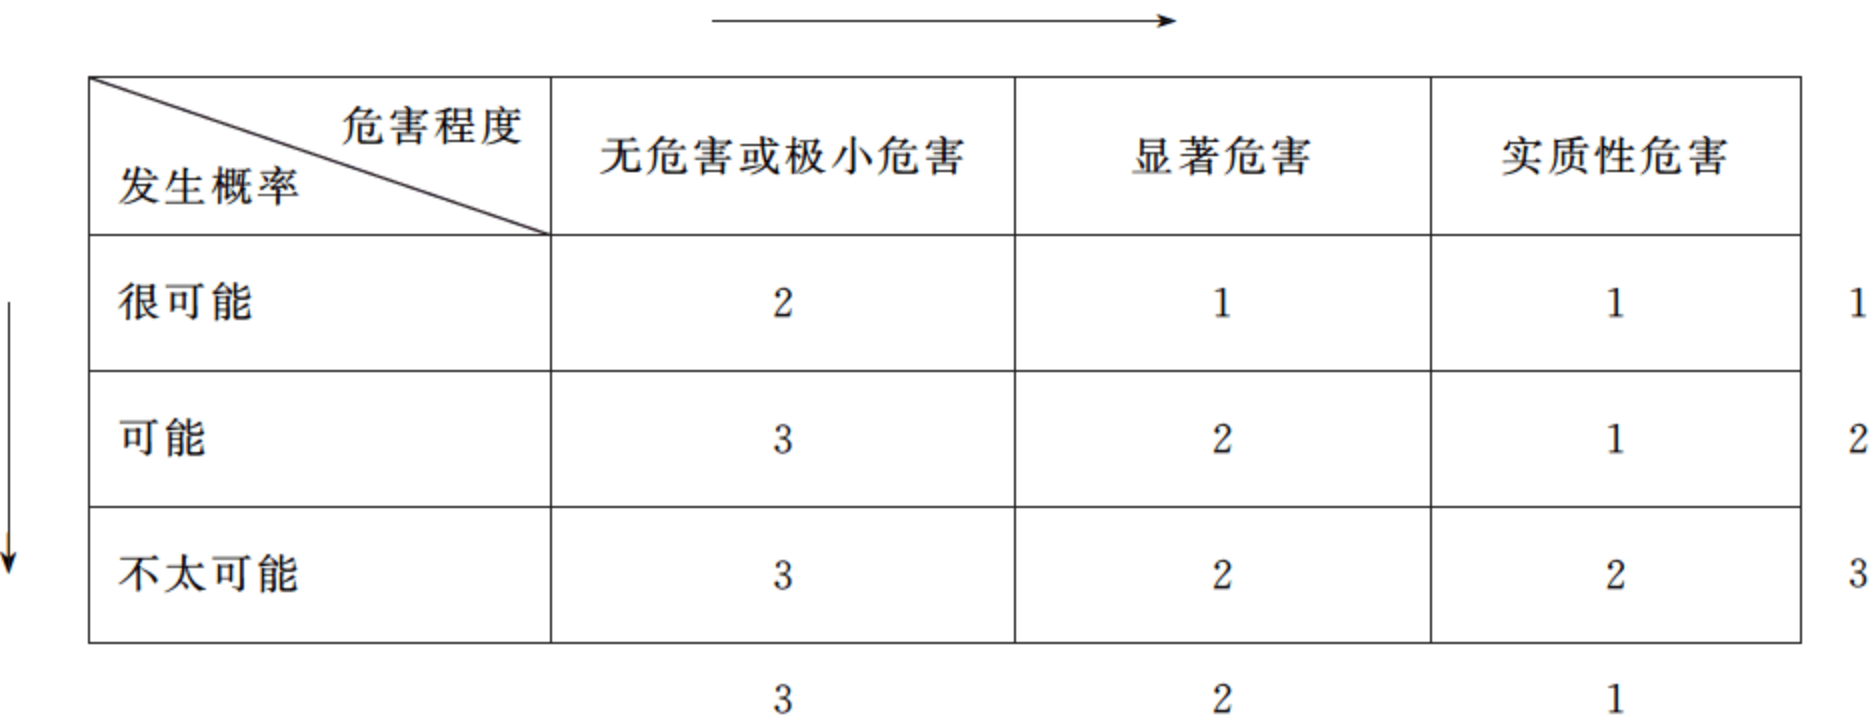 危害程度
发生概率
无危害或极小危害 显著危害 实质性危害
很可能 2 1 1 1
可能 3 2 1 2
不太可能 3 2 2 3
3 2 1